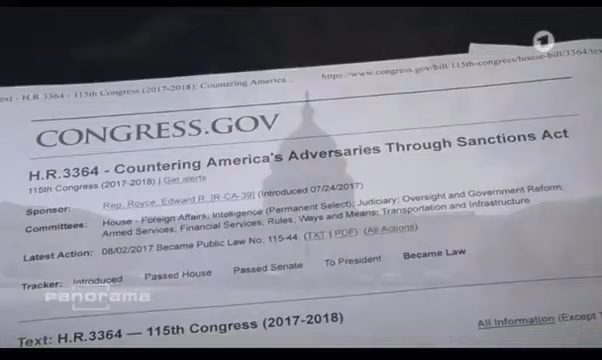 ext - H.R.3364 - 115th Congress (2017-2018): Countering America...
https://www.congress.gov/bill/115th-congress/house-bill/3364/tex
1
CONGRESS.GOV
H.R.3364 - Countering America's Adversaries Through Sanctions Act
115th Congress (2017-2018) | Get alerts
Sponsor: Rep. Royce, Edward R. [R-CA-39] (Introduced 07/24/2017)
Committees: House - Foreign Affairs; Intelligence (Permanent Select); Judiciary; Oversight and Government Reform;
Armed Services; Financial Services; Rules; Ways and Means; Transportation and Infrastructure
Latest Action: 08/02/2017 Became Public Law No: 115-44. (TXT | PDF) (All Actions)
Tracker: Introduced Passed House Passed Senate To President Became Law
panorama
Text: H.R.3364 — 115th Congress (2017-2018)
All Information (Except T